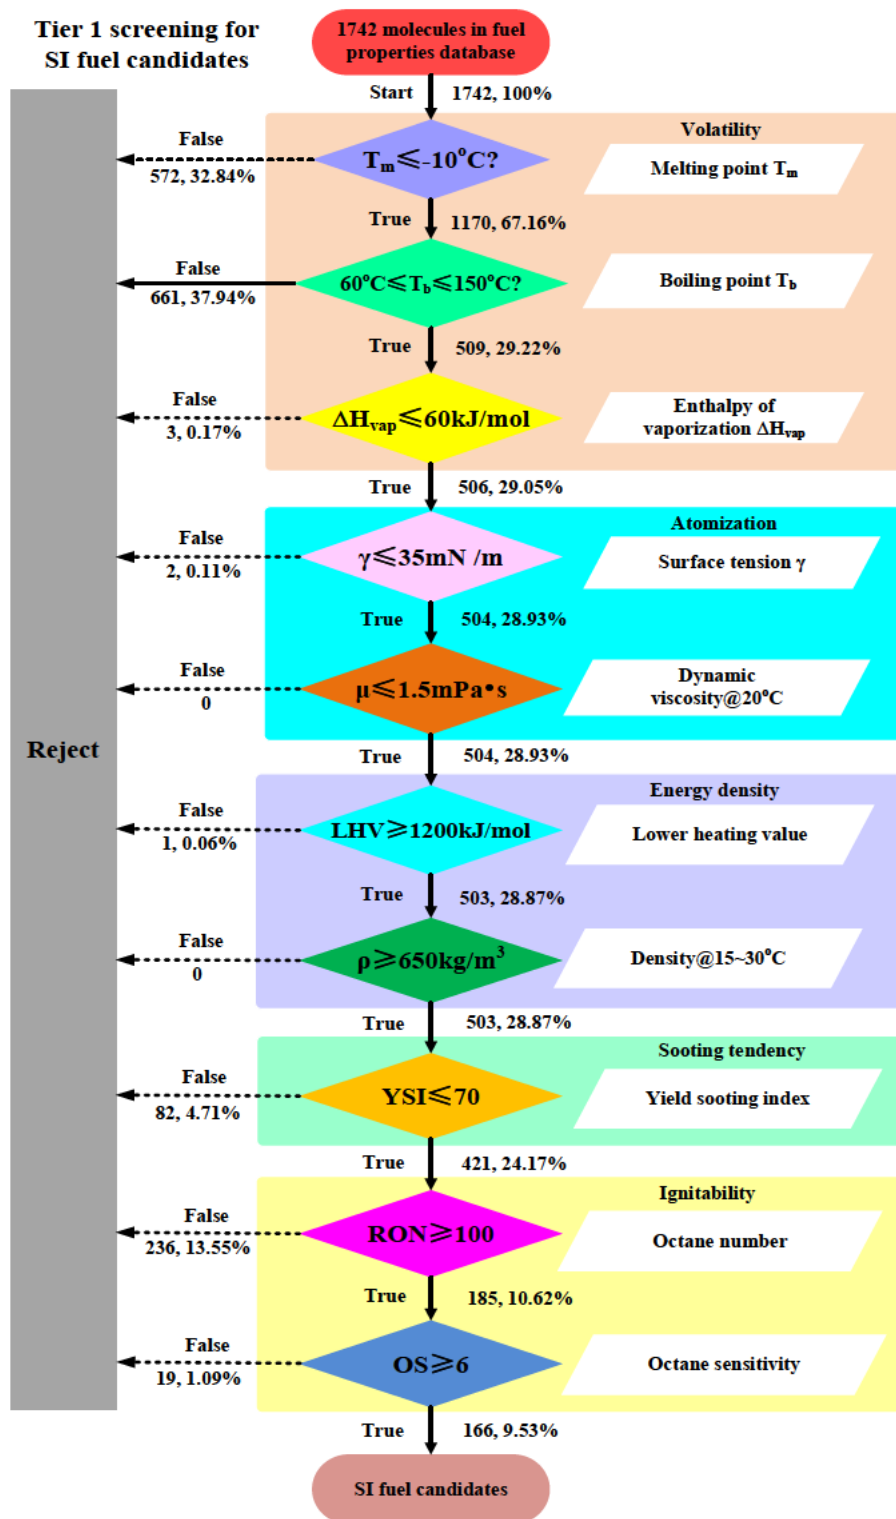 Tier 1 screening for
SI fuel candidates
1742 molecules in fuel
properties database
Start
1742, 100%
Volatility
False
572, 32.84%
Tₘ≤-10°C?
Melting point Tₘ
True
1170, 67.16%
False
661, 37.94%
60°C≤T_b≤150°C?
Boiling point T_b
True
509, 29.22%
False
3, 0.17%
ΔH_vap≤60kJ/mol
Enthalpy of
vaporization ΔH_vap
True
506, 29.05%
Atomization
False
2, 0.11%
γ≤35mN /m
Surface tension γ
True
504, 28.93%
False
0
μ≤1.5mPa•s
Dynamic
viscosity@20°C
Reject
True
504, 28.93%
Energy density
False
1, 0.06%
LHV≥1200kJ/mol
Lower heating value
True
503, 28.87%
False
0
ρ≥650kg/m³
Density@15~30°C
True
503, 28.87%
Sooting tendency
False
82, 4.71%
YSI≤70
Yield sooting index
True
421, 24.17%
Ignitability
False
236, 13.55%
RON≥100
Octane number
True
185, 10.62%
False
19, 1.09%
OS≥6
Octane sensitivity
True
166, 9.53%
SI fuel candidates